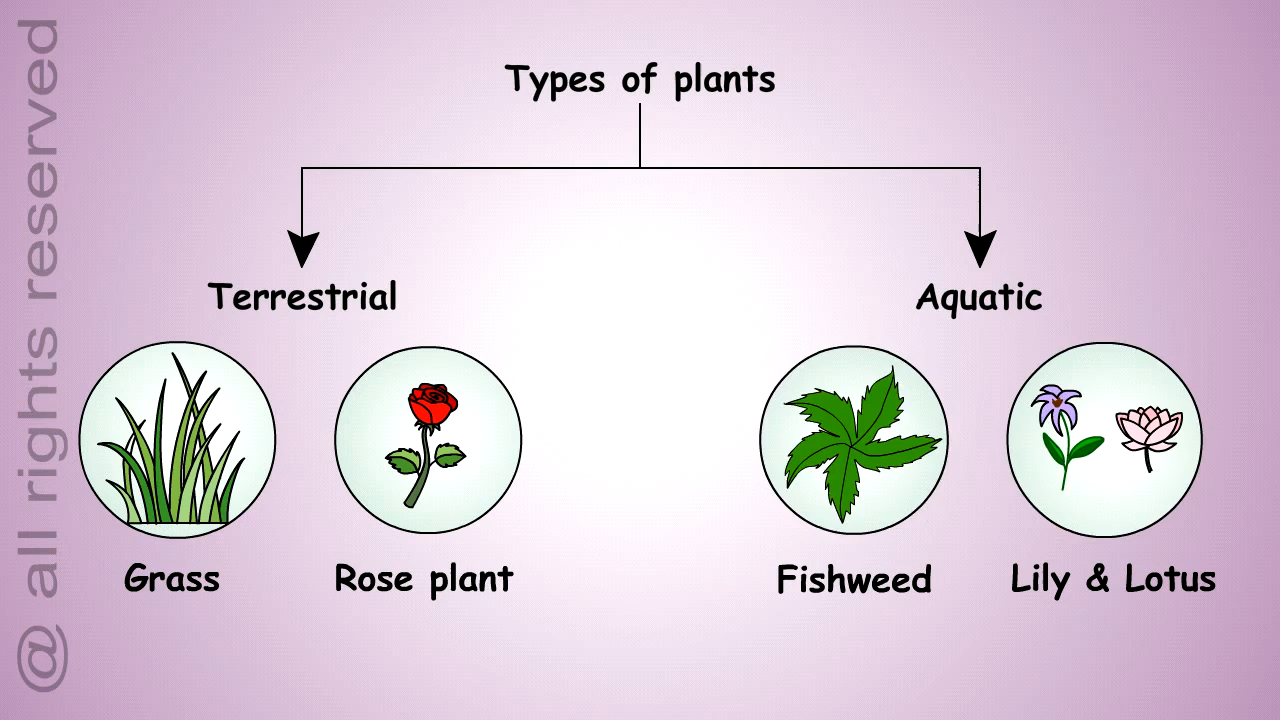 Types of plants
Terrestrial
Aquatic
Grass
Rose plant
Fishweed
Lily & Lotus
@ all rights reserved